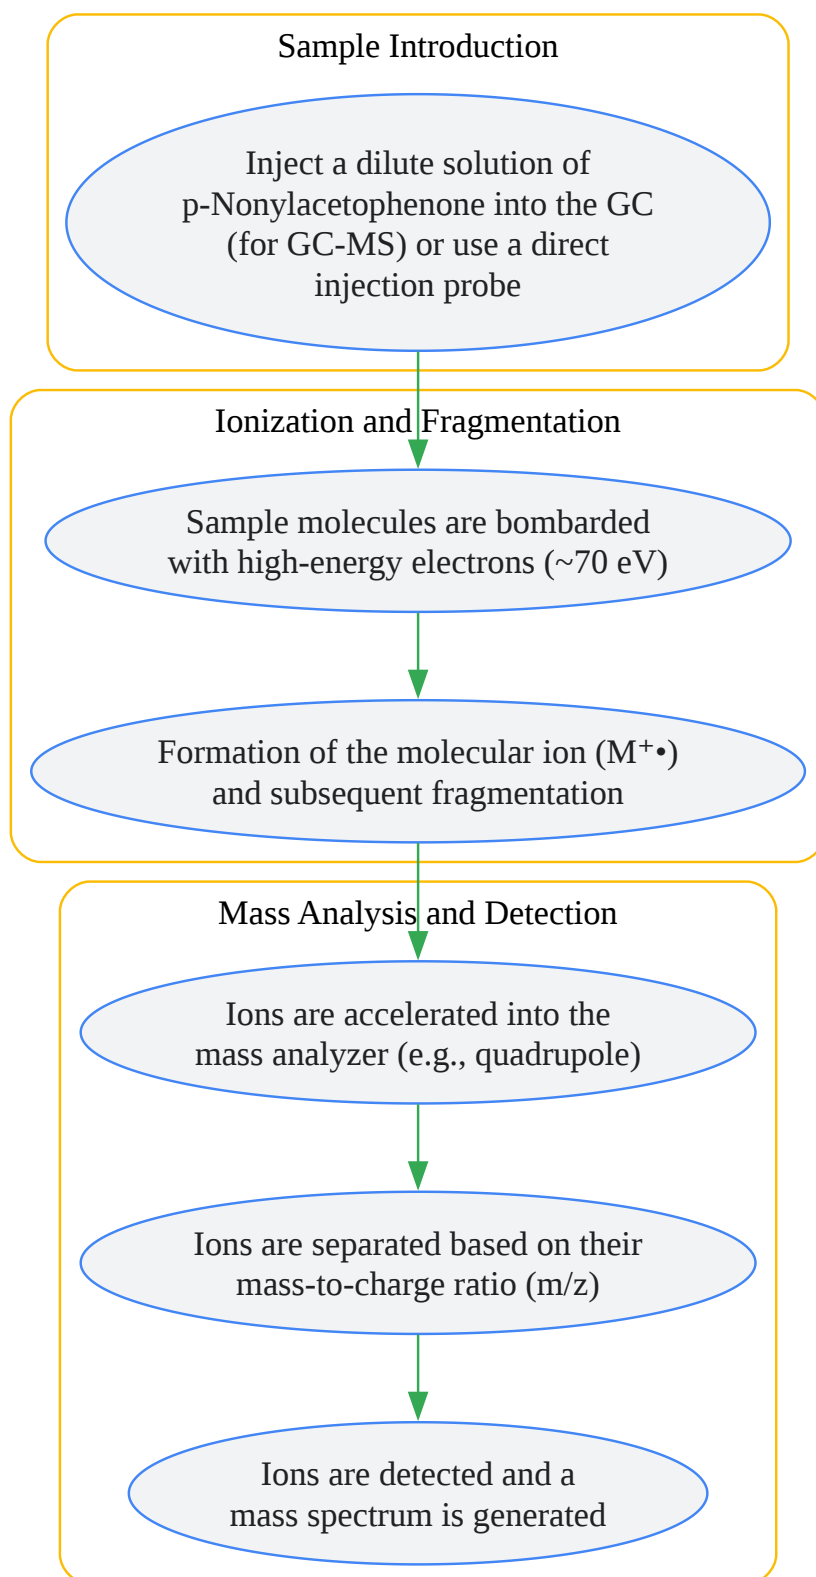 Sample Introduction
Inject a dilute solution of
p-Nonylacetophenone into the GC
(for GC-MS) or use a direct
injection probe
Ionization and Fragmentation
Sample molecules are bombarded
with high-energy electrons (~70 eV)
Formation of the molecular ion (M⁺•)
and subsequent fragmentation
Mass Analysis and Detection
Ions are accelerated into the
mass analyzer (e.g., quadrupole)
Ions are separated based on their
mass-to-charge ratio (m/z)
Ions are detected and a
mass spectrum is generated